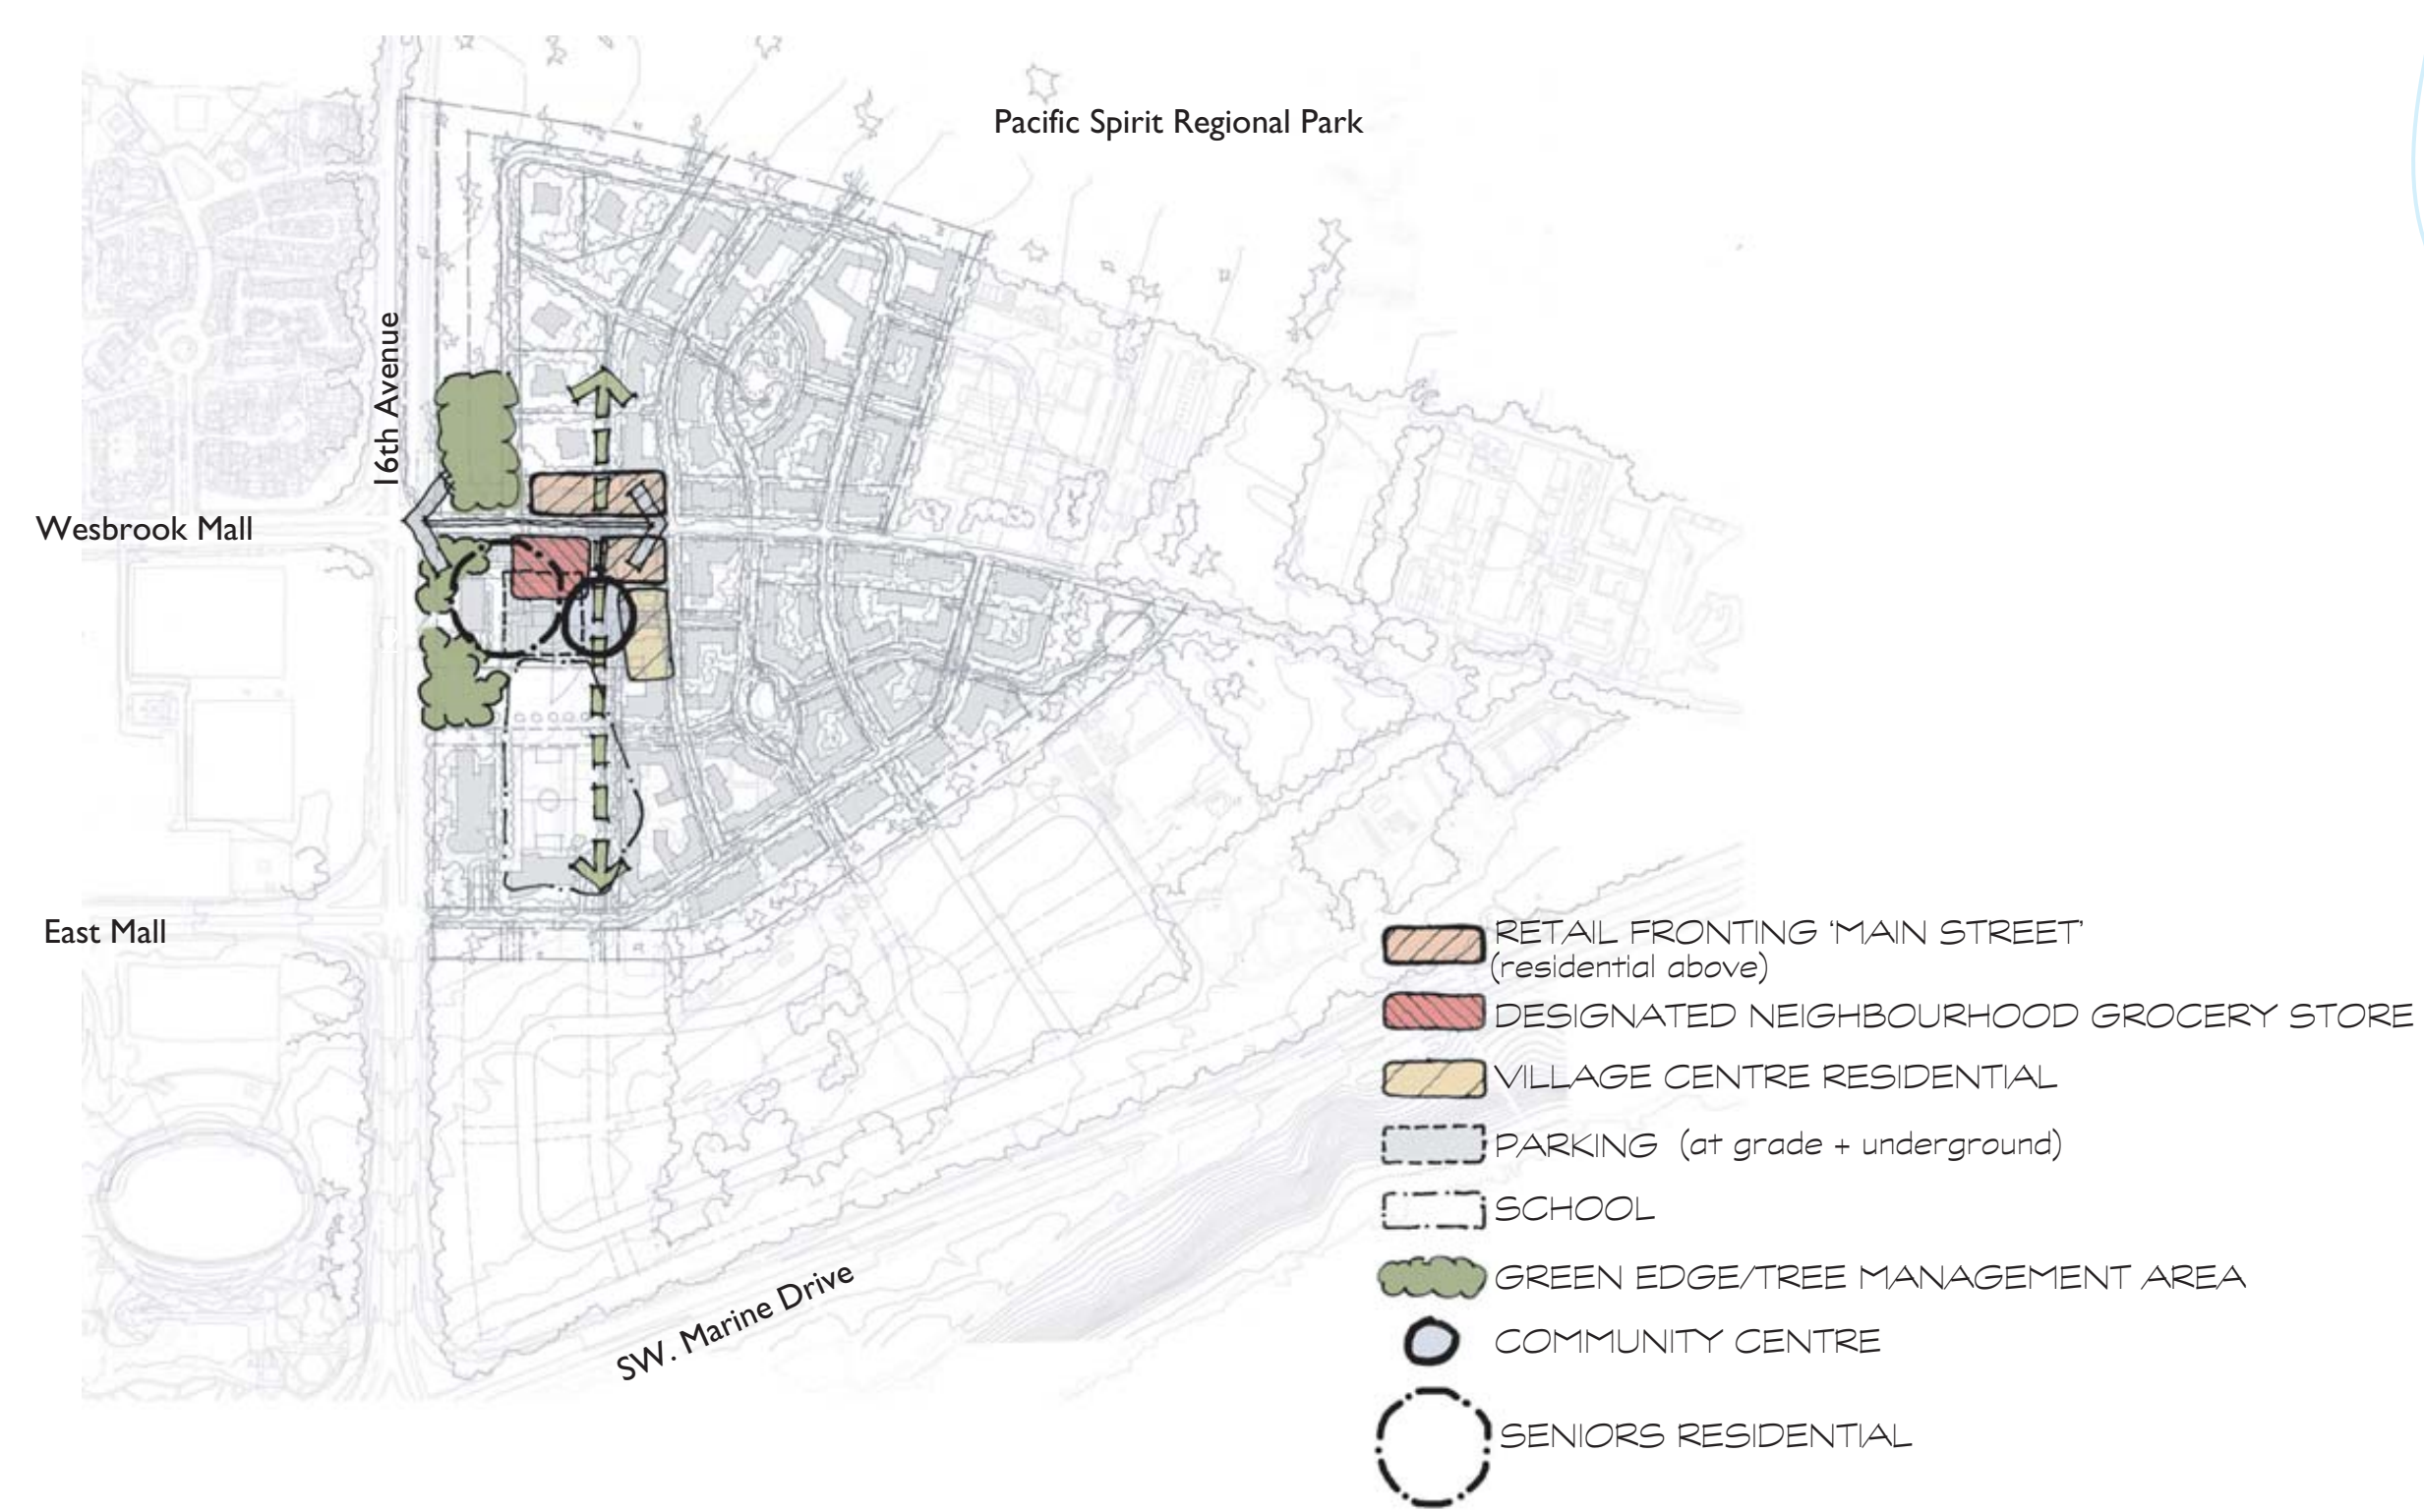 Pacific Spirit Regional Park
16th Avenue
Wesbrook Mall
East Mall
SW. Marine Drive
RETAIL FRONTING ‘MAIN STREET’
(residential above)
DESIGNATED NEIGHBOURHOOD GROCERY STORE
VILLAGE CENTRE RESIDENTIAL
PARKING (at grade + underground)
SCHOOL
GREEN EDGE/TREE MANAGEMENT AREA
COMMUNITY CENTRE
SENIORS RESIDENTIAL